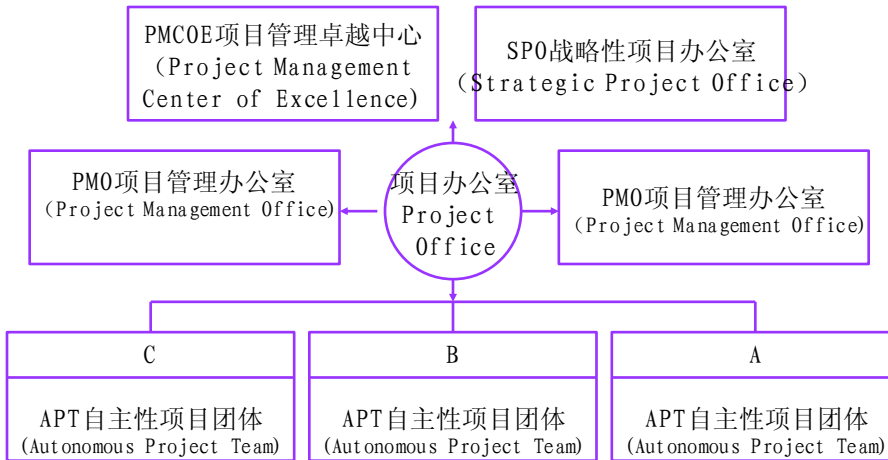 PMCOE项目管理卓越中心
（Project Management
Center of Excellence)
SPO战略性项目办公室
（Strategic Project Office）
PMO项目管理办公室
（Project Management Office)
项目办公室
Project
Office
PMO项目管理办公室
（Project Management Office)
C
APT自主性项目团体
(Autonomous Project Team)
B
APT自主性项目团体
(Autonomous Project Team)
A
APT自主性项目团体
(Autonomous Project Team)